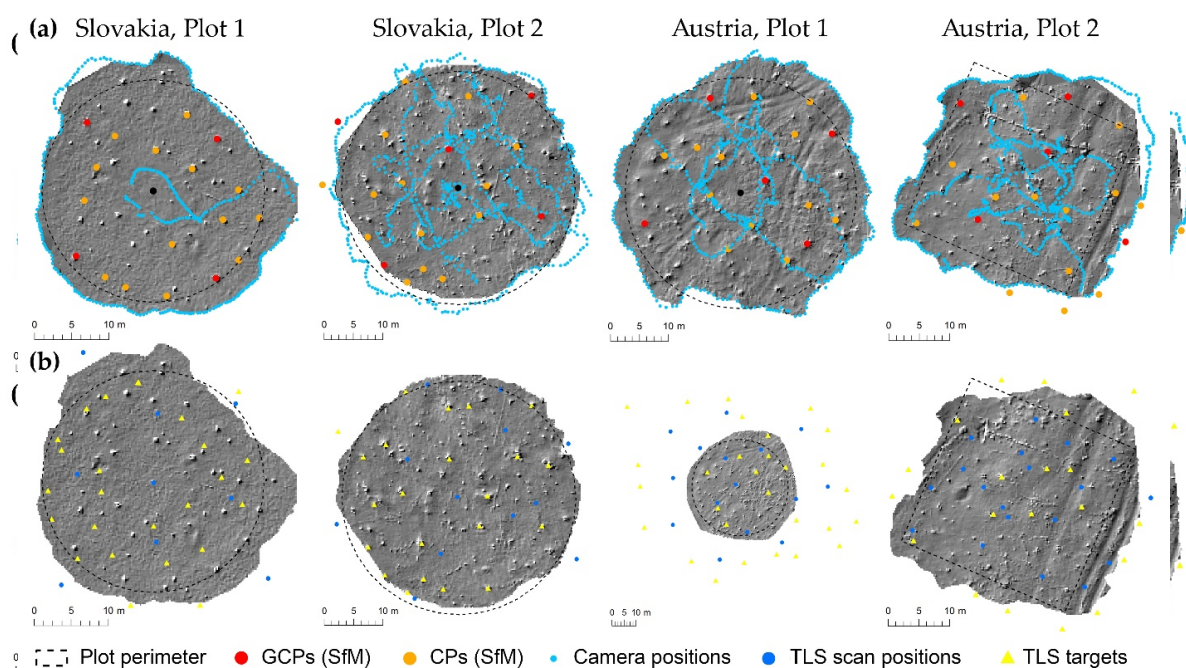 (a) Slovakia, Plot 1 Slovakia, Plot 2 Austria, Plot 1 Austria, Plot 2
(
0 5 10 m 0 5 10 m 0 5 10 m 0 5 10 m
0
(b)
(
0 5 10 m 0 5 10 m 0 5 10 m 0 5 10 m
0 Plot perimeter GCPs (SfM) CPs (SfM) Camera positions TLS scan positions TLS targets